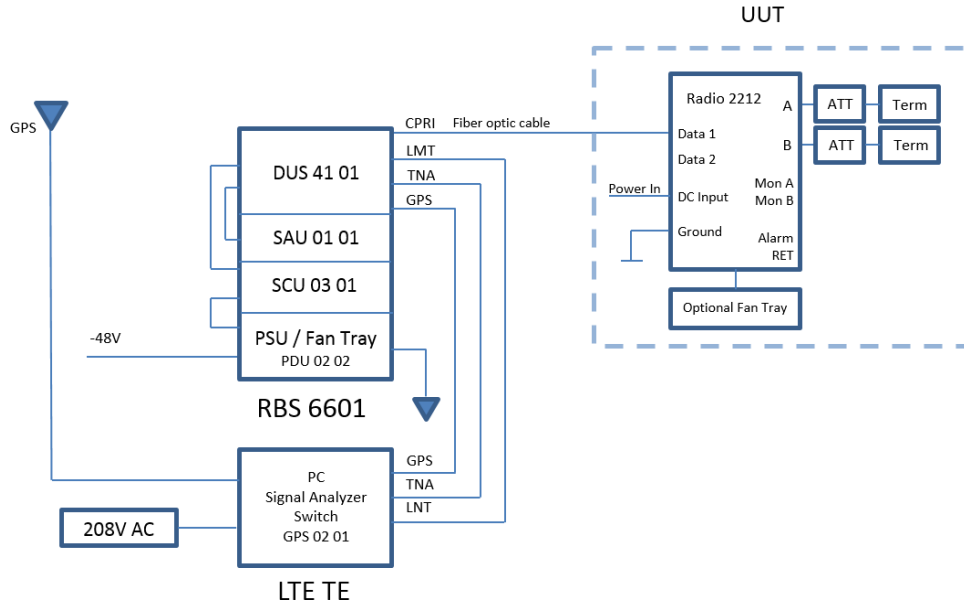 UUT
GPS
CPRI
Fiber optic cable
LMT
TNA
GPS
DUS 41 01
SAU 01 01
SCU 03 01
PSU / Fan Tray
PDU 02 02
-48V
RBS 6601
Radio 2212
A
B
ATT
Term
ATT
Term
Data 1
Data 2
Power In
DC Input
Mon A
Mon B
Ground
Alarm
RET
Optional Fan Tray
PC
Signal Analyzer
Switch
GPS 02 01
GPS
TNA
LNT
208V AC
LTE TE